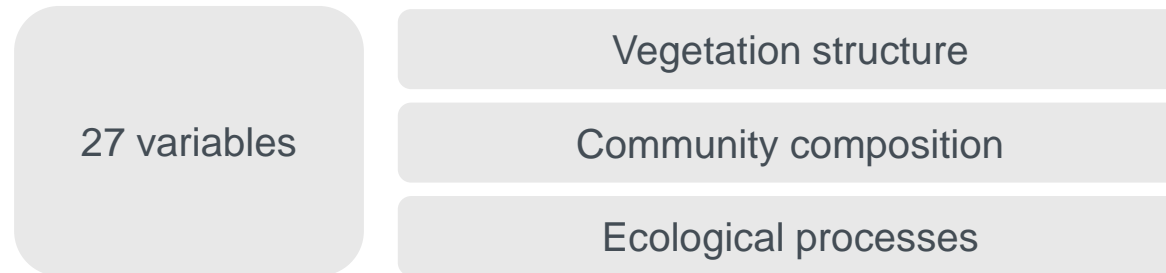 27 variables
Vegetation structure
Community composition
Ecological processes